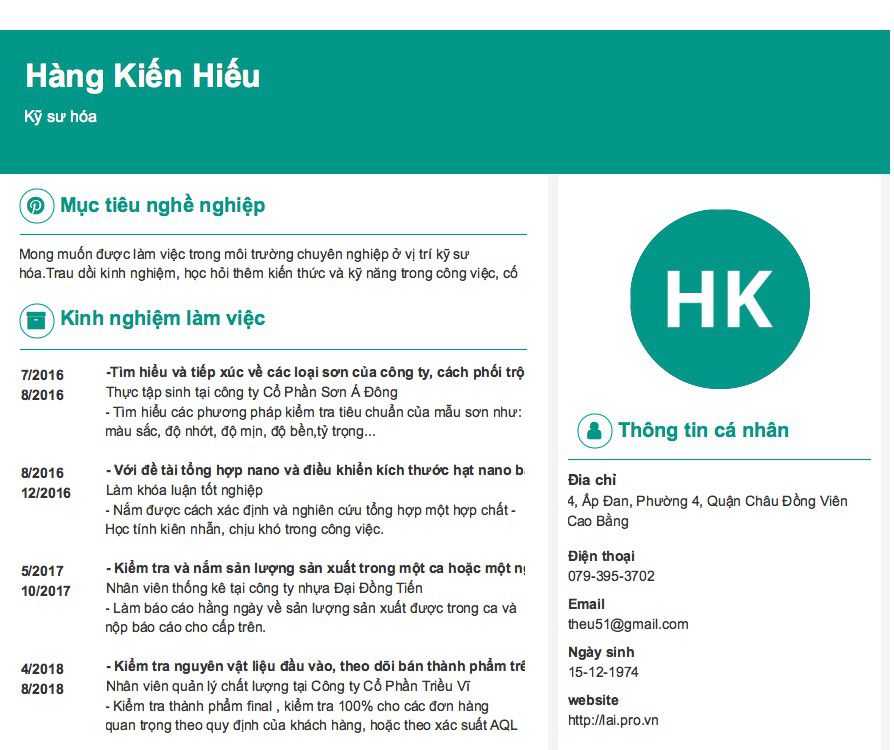 Hàng Kiến Hiếu
Kỹ sư hóa
Mục tiêu nghề nghiệp
Mong muốn được làm việc trong môi trường chuyên nghiệp ở vị trí kỹ sư
hóa.Trau dồi kinh nghiệm, học hỏi thêm kiến thức và kỹ năng trong công việc, cố
Kinh nghiệm làm việc
7/2016
8/2016
-Tìm hiểu và tiếp xúc về các loại sơn của công ty, cách phối
Thực tập sinh tại công ty Cổ Phần Sơn Á Đông
- Tìm hiểu các phương pháp kiểm tra tiêu chuẩn của mẫu sơn như:
màu sắc, độ nhớt, độ mịn, độ bền,tỷ trọng...
8/2016
12/2016
- Với đề tài tổng hợp nano và điều khiển kích thước hạt nano
Làm khóa luận tốt nghiệp
- Nắm được cách xác định và nghiên cứu tổng hợp một hợp chất -
Học tính kiên nhẫn, chịu khó trong công việc.
5/2017
10/2017
- Kiểm tra và nắm sản lượng sản xuất trong một ca hoặc một
Nhân viên thống kê tại công ty nhựa Đại Đồng Tiến
- Làm báo cáo hằng ngày về sản lượng sản xuất được trong ca và
nộp báo cáo cho cấp trên.
4/2018
8/2018
- Kiểm tra nguyên vật liệu đầu vào, theo dõi bán thành phẩm
Nhân viên quản lý chất lượng tại Công ty Cổ Phần Triều Vĩ
- Kiểm tra thành phẩm final , kiểm tra 100% cho các đơn hàng
quan trọng theo quy định của khách hàng, hoặc theo xác suất AQL
HK
Thông tin cá nhân
Địa chỉ
4, Ấp Đan, Phường 4, Quận Châu Đồng Viên
Cao Bằng
Điện thoại
079-395-3702
Email
theu51@gmail.com
Ngày sinh
15-12-1974
website
http://lai.pro.vn